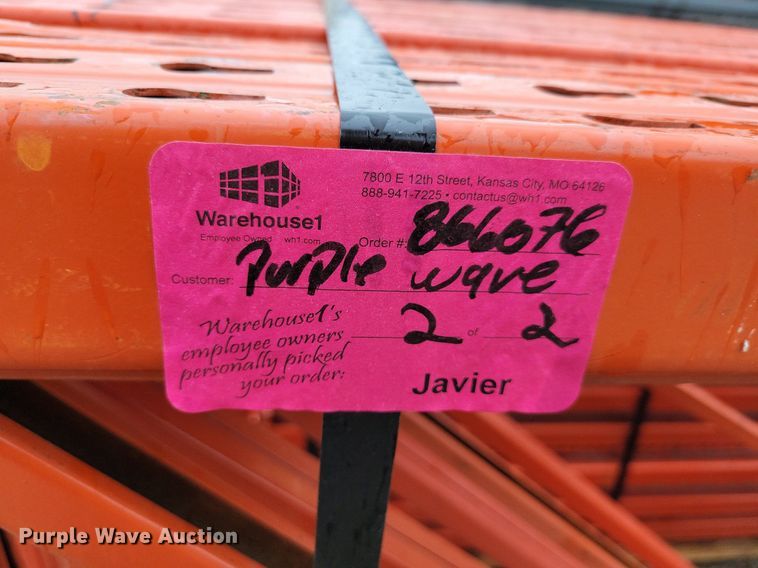 7800 E 12th Street, Kansas City, MO 64126
888-941-7225 • contactus@wh1.com
Warehouse1
Employee Owned wh1.com
Order #: 866076
Customer: Purple wave
Warehouse1's
employee owners
personally picked
your order:
2 of 2
Javier
Purple Wave Auction